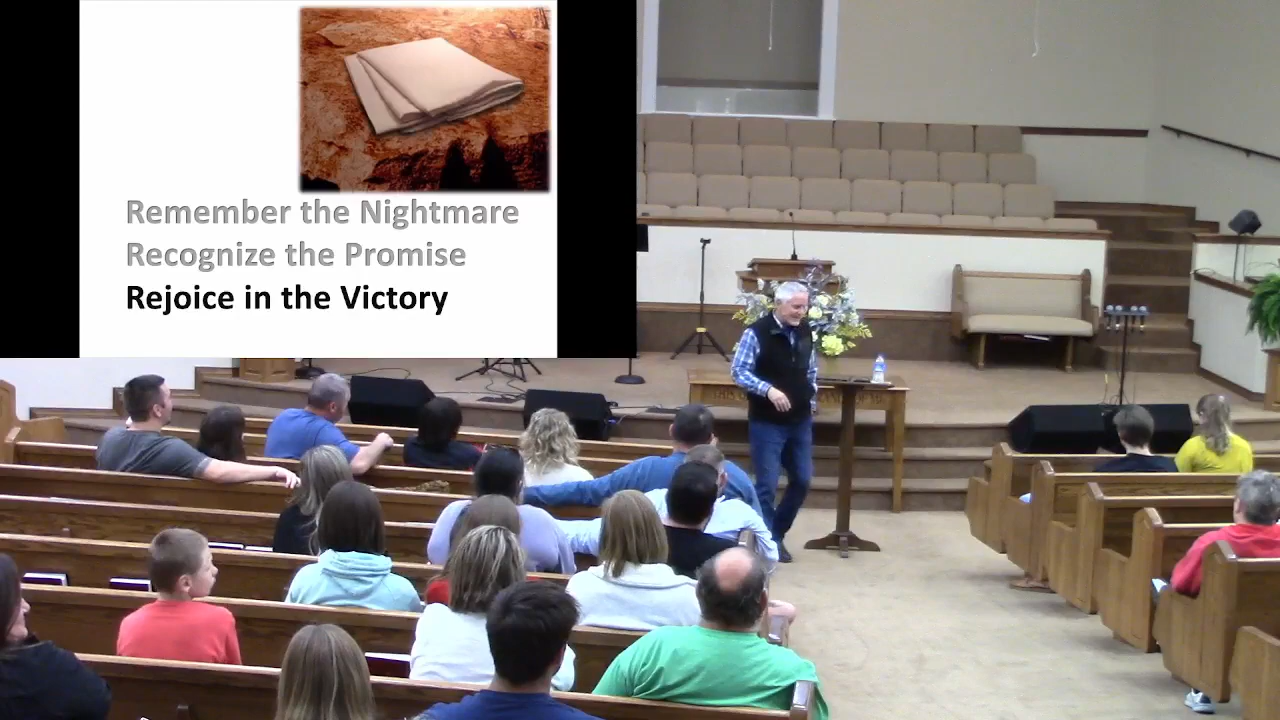 Remember the Nightmare
Recognize the Promise
Rejoice in the Victory